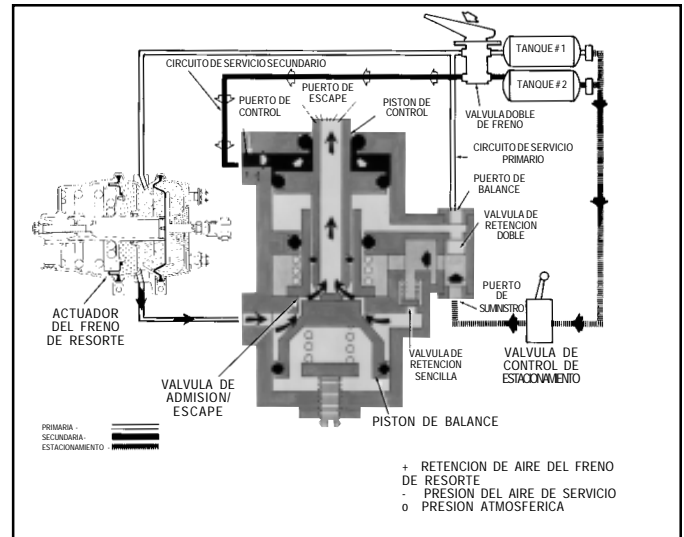 TANQUE # 1
CIRCUITO DE SERVICIO
SECUNDARIO
PUERTO DE
ESCAPE
TANQUE # 2
PUERTO DE
CONTROL
PISTON DE
CONTROL
VALVULA DOBLE
DE FRENO
CIRCUITO DE
SERVICIO
PRIMARIO
PUERTO DE
BALANCE
VALVULA DE
RETENCION
DOBLE
PUERTO
DE
SUMINISTRO
ACTUADOR
DEL FRENO
DE RESORTE
VALVULA DE
CONTROL DE
ESTACIONAMIENTO
VALVULA DE
RETENCION
SENCILLA
VALVULA DE
ADMISION/
ESCAPE
PISTON DE BALANCE
PRIMARIA -
SECUNDARIA-
ESTACIONAMIENTO -
+ RETENCION DE AIRE DEL FRENO
DE RESORTE
- PRESION DEL AIRE DE SERVICIO
o PRESION ATMOSFERICA